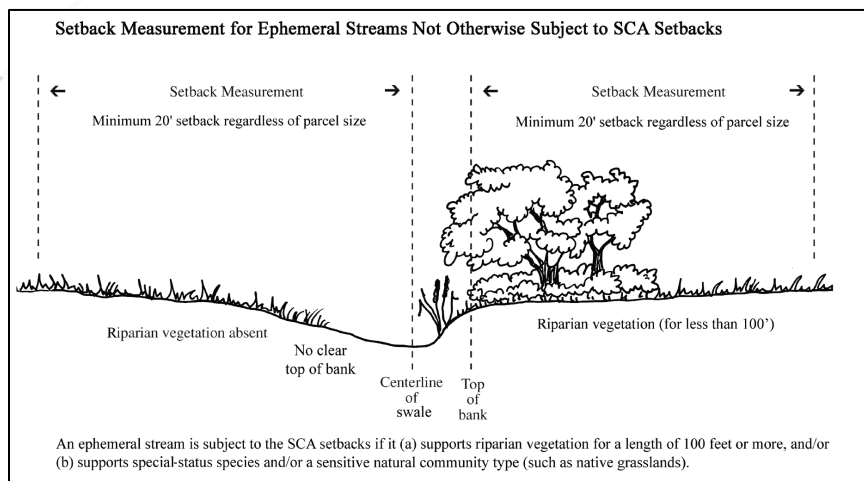 Setback Measurement for Ephemeral Streams Not Otherwise Subject to SCA Setbacks
Setback Measurement
Minimum 20' setback regardless of parcel size
Setback Measurement
Minimum 20' setback regardless of parcel size
Riparian vegetation absent
No clear
top of bank
Centerline
of
swale
Top
of
bank
Riparian vegetation (for less than 100’)
An ephemeral stream is subject to the SCA setbacks if it (a) supports riparian vegetation for a length of 100 feet or more, and/or
(b) supports special-status species and/or a sensitive natural community type (such as native grasslands).